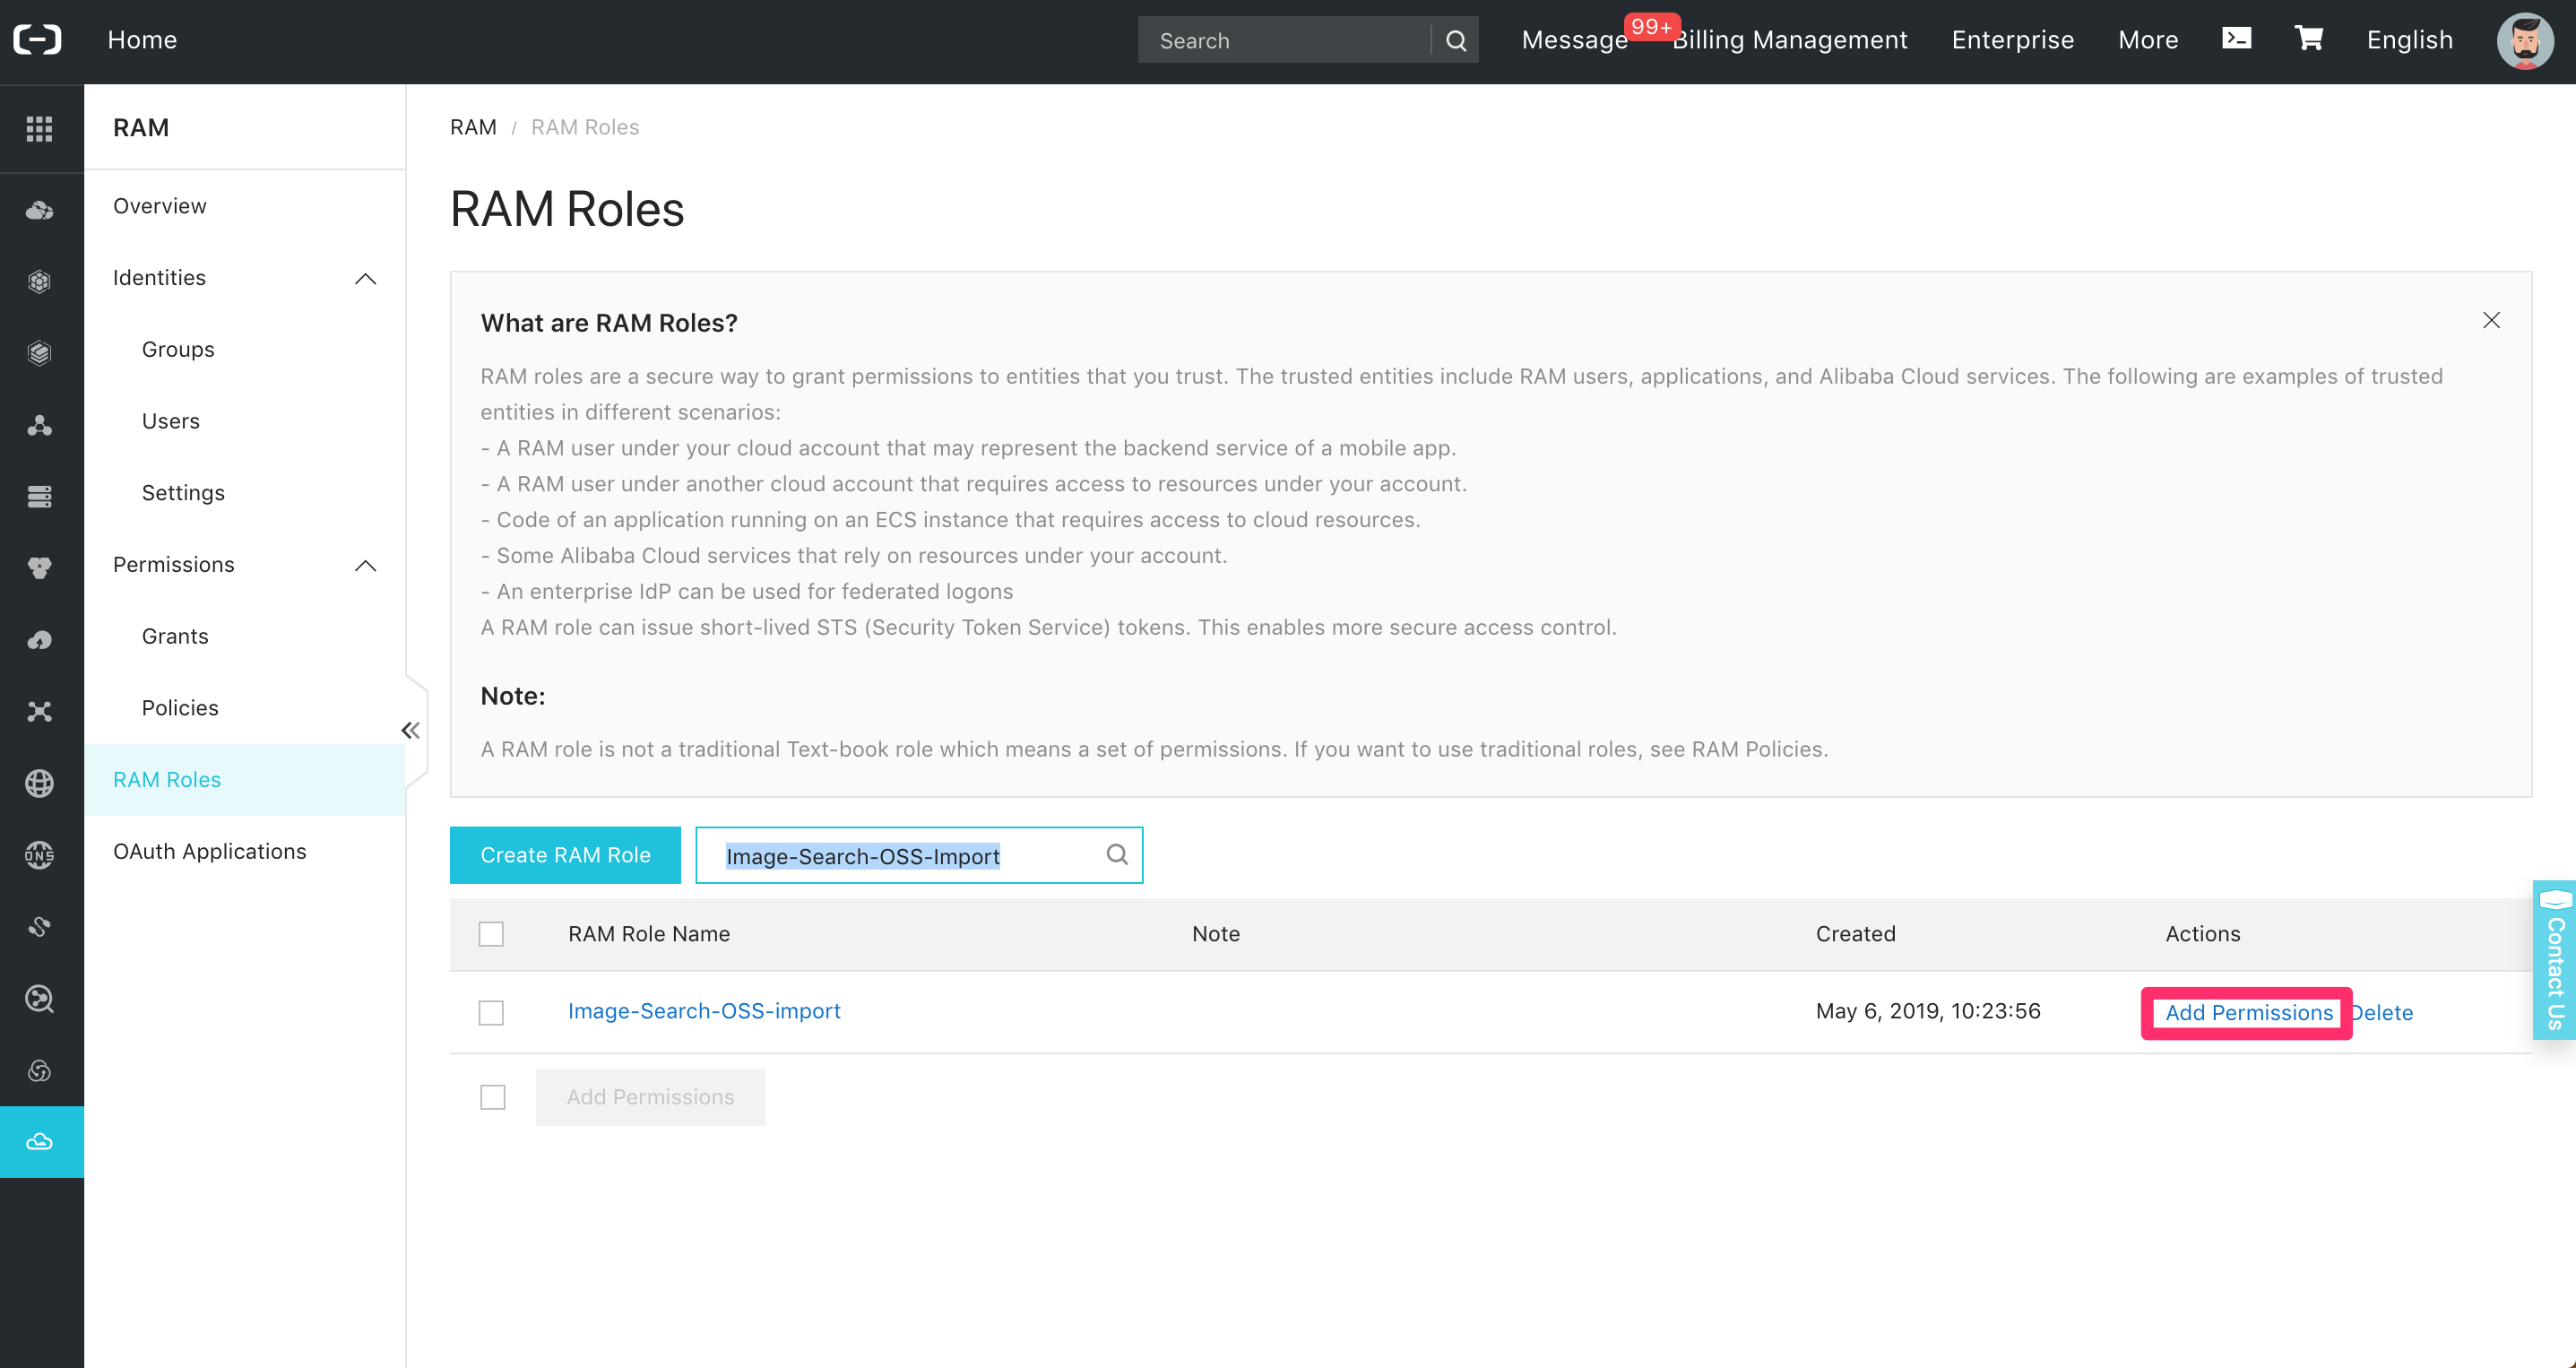 Home
Search
Message
99+
Billing Management
Enterprise
More
English
RAM
Overview
Identities
Groups
Users
Settings
Permissions
Grants
Policies
RAM Roles
OAuth Applications
DNS
RAM / RAM Roles
RAM Roles
What are RAM Roles?
RAM roles are a secure way to grant permissions to entities that you trust. The trusted entities include RAM users, applications, and Alibaba Cloud services. The following are examples of trusted
entities in different scenarios:
- A RAM user under your cloud account that may represent the backend service of a mobile app.
- A RAM user under another cloud account that requires access to resources under your account.
- Code of an application running on an ECS instance that requires access to cloud resources.
- Some Alibaba Cloud services that rely on resources under your account.
- An enterprise IdP can be used for federated logons
A RAM role can issue short-lived STS (Security Token Service) tokens. This enables more secure access control.
Note:
A RAM role is not a traditional Text-book role which means a set of permissions. If you want to use traditional roles, see RAM Policies.
Create RAM Role
Image-Search-OSS-Import
RAM Role Name Note Created Actions
Image-Search-OSS-import May 6, 2019, 10:23:56 Add Permissions Delete
Add Permissions
Contact Us